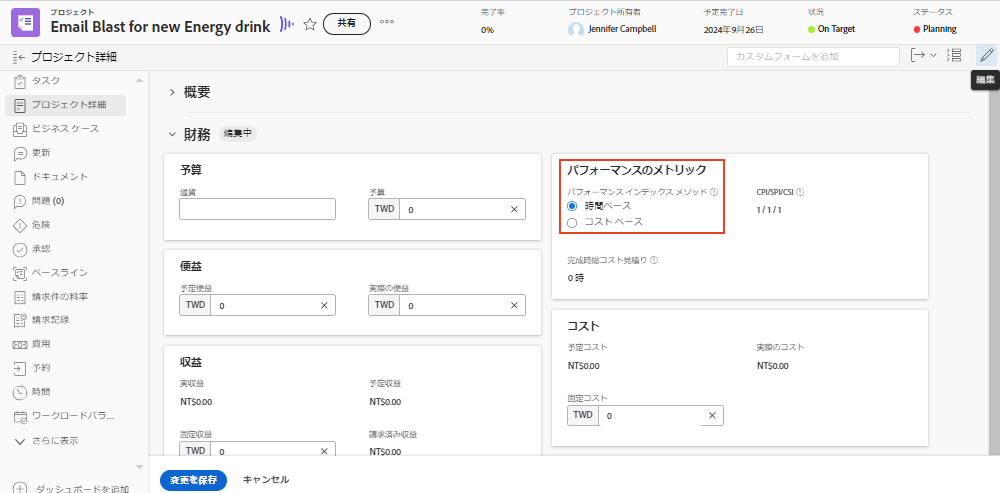 プロジェクト
Email Blast for new Energy drink
共有
完了率
0%
プロジェクト所有者
Jennifer Campbell
予定完了日
2024年9月26日
状況
On Target
ステータス
Planning
プロジェクト詳細
カスタムフォームを追加
編集
タスク
プロジェクト詳細
ビジネス ケース
更新
ドキュメント
問題 (0)
危険
承認
ベースライン
請求件の料率
請求記録
費用
予約
時間
ワークロードバラ...
さらに表示
ダッシュボードを追加
概要
財務
編集中
予算
通貨
予算
TWD 0
便益
予定便益
TWD 0
実際の便益
TWD 0
収益
実収益
NT$0.00
予定収益
NT$0.00
固定収益
TWD 0
請求済み収益
NT$0.00
パフォーマンスのメトリック
パフォーマンス インデックス メソッド
時間ベース
コスト ベース
CPI/SPI/CSI
1 / 1 / 1
完成時総コスト見積り
0 時
コスト
予定コスト
NT$0.00
実際のコスト
NT$0.00
固定コスト
TWD 0
変更を保存
キャンセル